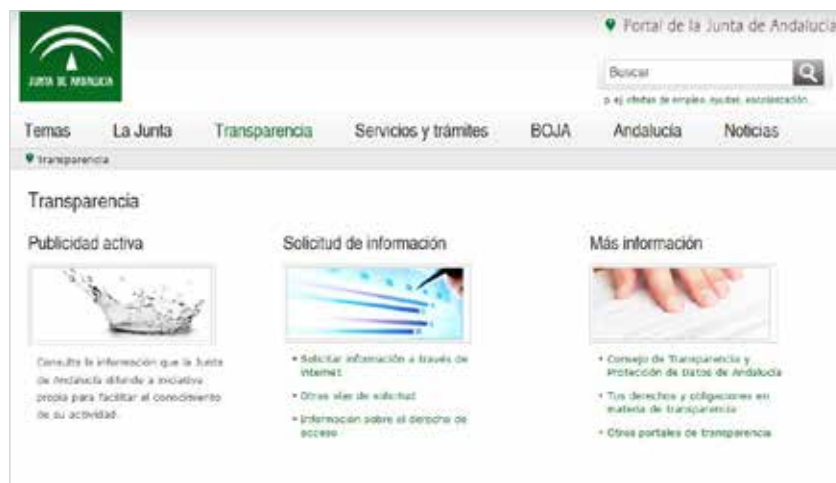 Portal de la Junta de Andalucía
JUNTA DE ANDALUCIA
Buscar
p.ej. ofertas de empleo, ayudas, escolarización...
Temas La Junta Transparencia Servicios y trámites BOJA Andalucía Noticias
Transparencia
Transparencia
Publicidad activa
Consulte la información que la Junta
de Andalucía difunde a iniciativa
propia para facilitar el conocimiento
de su actividad.
Solicitud de información
• Solicitar información a través de
internet
• Otras vías de solicitud
• Información sobre el derecho de
acceso
Más información
• Consejo de Transparencia y
Protección de Datos de Andalucía
• Tus derechos y obligaciones en
materia de transparencia
• Otros portales de transparencia